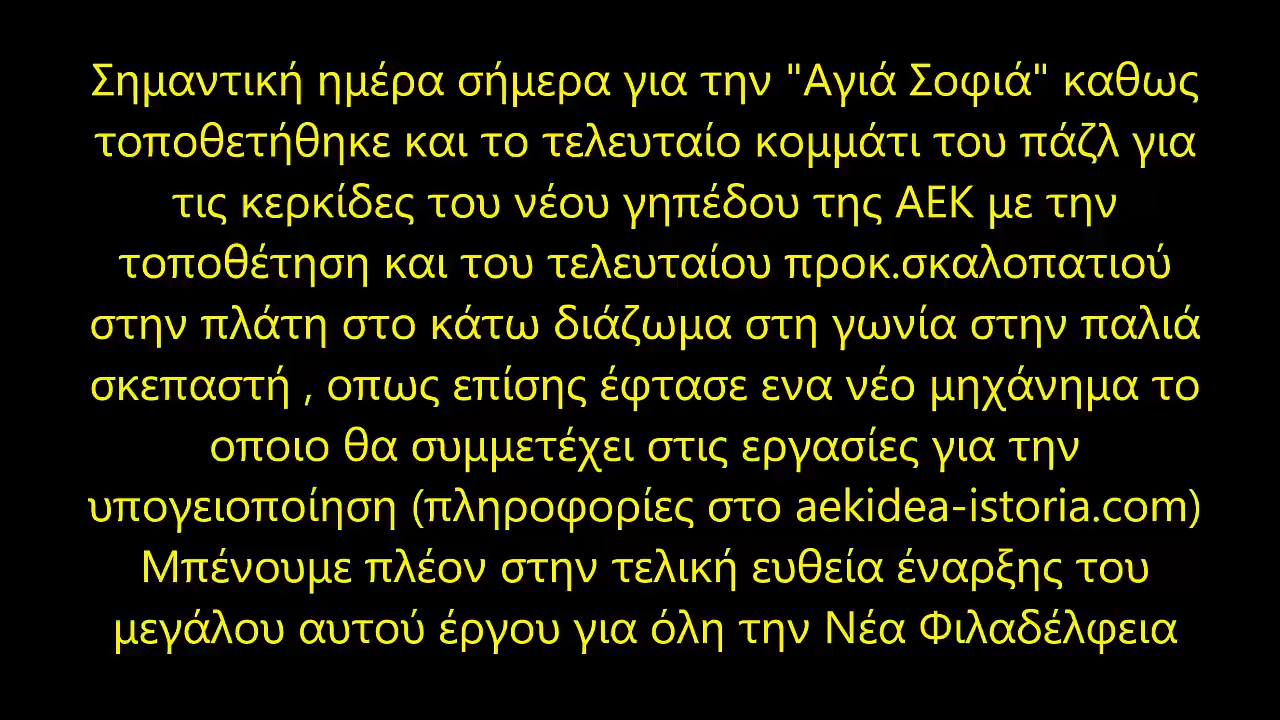 Σημαντική ημέρα σήμερα για την "Αγιά Σοφιά" καθως
τοποθετήθηκε και το τελευταίο κομμάτι του πάζλ για
τις κερκίδες του νέου γηπέδου της ΑΕΚ με την
τοποθέτηση και του τελευταίου προκ.σκαλοπατιού
στην πλάτη στο κάτω διάζωμα στη γωνία στην παλιά
σκεπαστή , οπως επίσης έφτασε ενα νέο μηχάνημα το
οποιο θα συμμετέχει στις εργασίες για την
υπογειοποίηση (πληροφορίες στο aekidea-istoria.com)
Μπένουμε πλέον στην τελική ευθεία έναρξης του
μεγάλου αυτού έργου για όλη την Νέα Φιλαδέλφεια